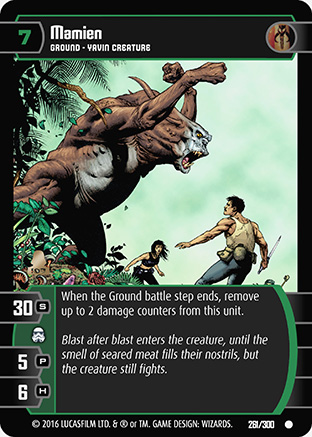 7
Mamien
GROUND - YAVIN CREATURE
30 S
5 P
6 H
When the Ground battle step ends, remove
up to 2 damage counters from this unit.
Blast after blast enters the creature, until the
smell of seared meat fills their nostrils, but
the creature still fights.
© 2016 LUCASFILM LTD. & ® OR TM. GAME DESIGN: WIZARDS.
281/300